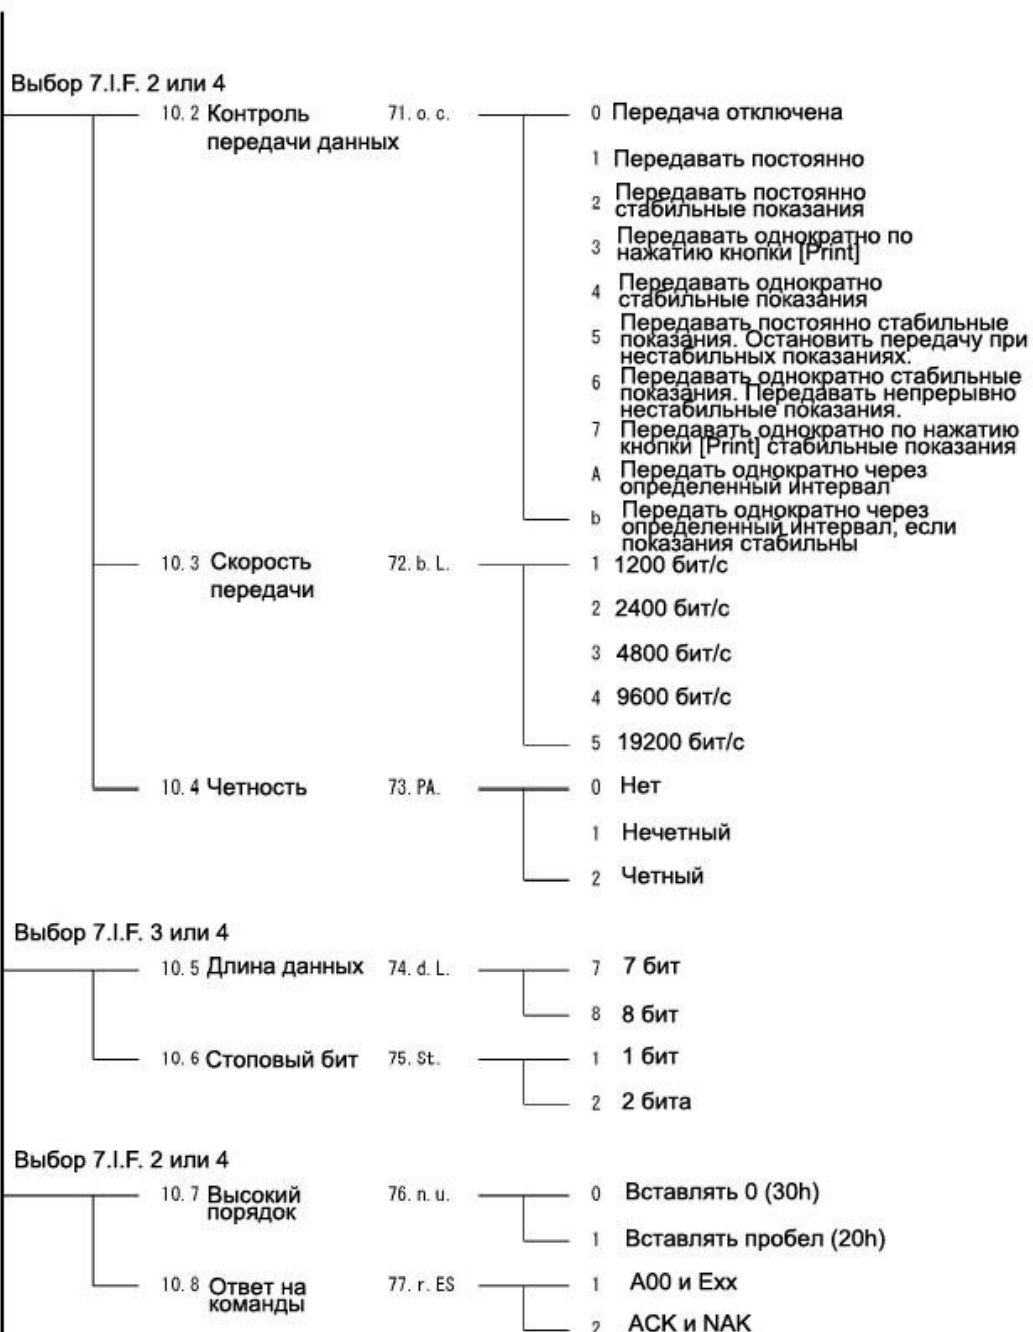 Выбор 7.I.F. 2 или 4
10. 2 Контроль передачи данных 71. o. c.
0 Передача отключена
1 Передавать постоянно
2 Передавать постоянно
стабильные показания
3 Передавать однократно по
нажатию кнопки [Print]
4 Передавать однократно
стабильные показания
5 Передавать постоянно стабильные
показания. Остановить передачу при
нестабильных показаниях.
6 Передавать однократно стабильные
показания. Передавать непрерывно
нестабильные показания.
7 Передавать однократно по нажатию
кнопки [Print] стабильные показания
A Передать однократно через
определенный интервал
b Передать однократно через
определенный интервал, если
показания стабильны
10. 3 Скорость передачи 72. b. L.
1 1200 бит/с
2 2400 бит/с
3 4800 бит/с
4 9600 бит/с
5 19200 бит/с
10. 4 Четность 73. PA.
0 Нет
1 Нечетный
2 Четный
Выбор 7.I.F. 3 или 4
10. 5 Длина данных 74. d. L.
7 7 бит
8 8 бит
10. 6 Стоповый бит 75. St.
1 1 бит
2 2 бита
Выбор 7.I.F. 2 или 4
10. 7 Высокий порядок 76. n. u.
0 Вставлять 0 (30h)
1 Вставлять пробел (20h)
10. 8 Ответ на команды 77. r. ES
1 A00 и Exx
2 ACK и NAK